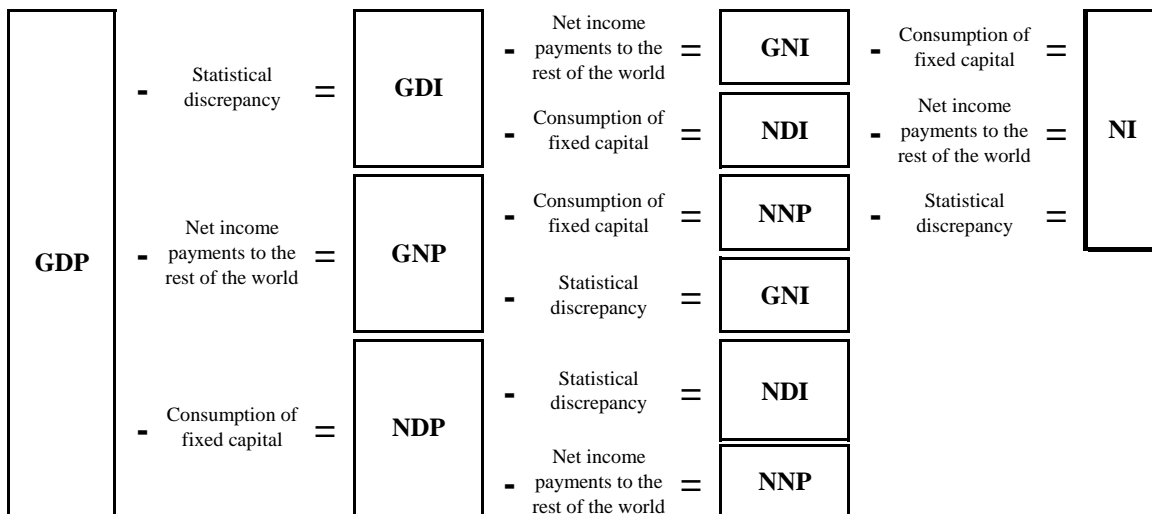 GDP
-
Statistical
discrepancy
=
GDI
-
Net income
payments to the
rest of the world
=
GNI
-
Consumption of
fixed capital
=
NI
-
Consumption of
fixed capital
=
NDI
-
Net income
payments to the
rest of the world
=
-
Net income
payments to the
rest of the world
=
GNP
-
Consumption of
fixed capital
=
NNP
-
Statistical
discrepancy
=
-
Statistical
discrepancy
=
GNI
-
Consumption of
fixed capital
=
NDP
-
Statistical
discrepancy
=
NDI
-
Net income
payments to the
rest of the world
=
NNP